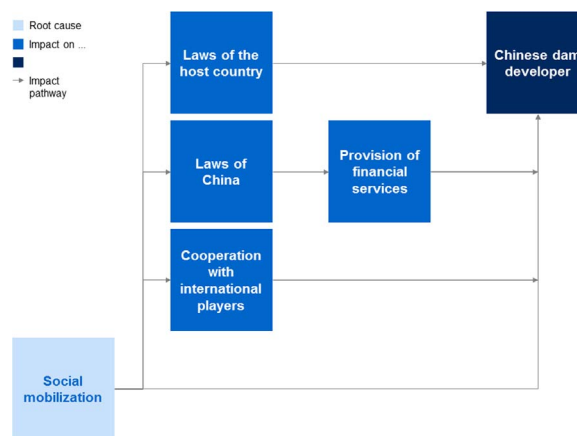 Root cause
Impact on ...
Impact
pathway
Laws of the
host country
Chinese dam
developer
Laws of
China
Provision of
financial
services
Cooperation
with
international
players
Social
mobilization